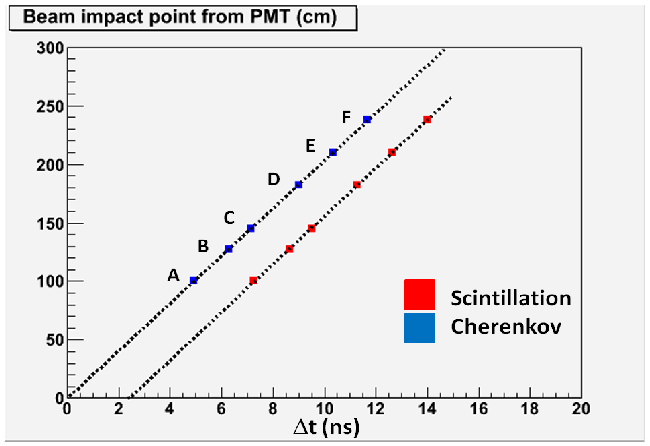 Beam impact point from PMT (cm)
300
250
200
150
100
50
0
F
E
D
C
B
A
Scintillation
Cherenkov
0 2 4 6 8 10 12 14 16 18 20
Δt (ns)